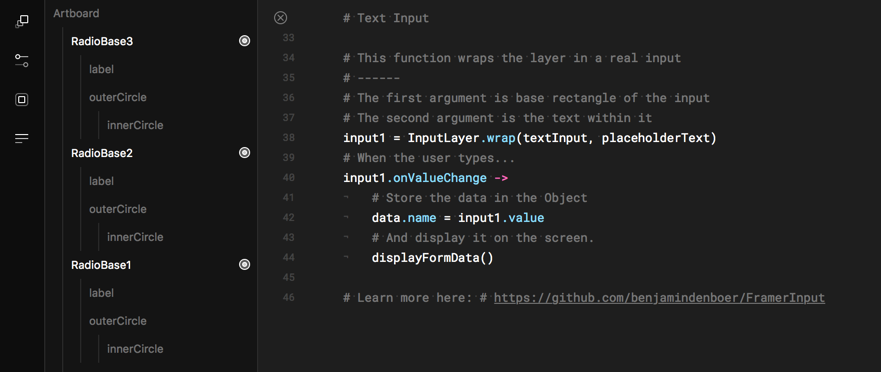 Artboard
RadioBase3
label
outerCircle
innerCircle
RadioBase2
label
outerCircle
innerCircle
RadioBase1
label
outerCircle
innerCircle
# Text Input
33
34 # This function wraps the layer in a real input
35 # ------
36 # The first argument is base rectangle of the input
37 # The second argument is the text within it
38 input1 = InputLayer.wrap(textInput, placeholderText)
39 # When the user types...
40 input1.onValueChange ->
41 # Store the data in the Object
42 data.name = input1.value
43 # And display it on the screen.
44 displayFormData()
45
46 # Learn more here: # https://github.com/benjamindenboer/FramerInput